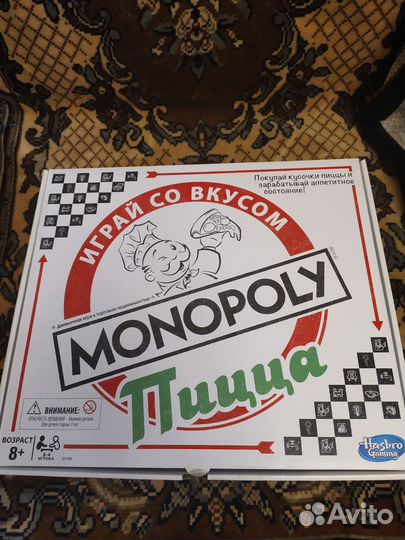 Покупай кусочки пиццы и
зарабатывай аппетитное
состояние!
ИГРАЙ СО ВКУСОМ
MONOPOLY
Пицца
ВНИМАНИЕ:
ВОЗРАСТ
8+
2-4
ИГРОКА
Hasbro
Gaming
Avito